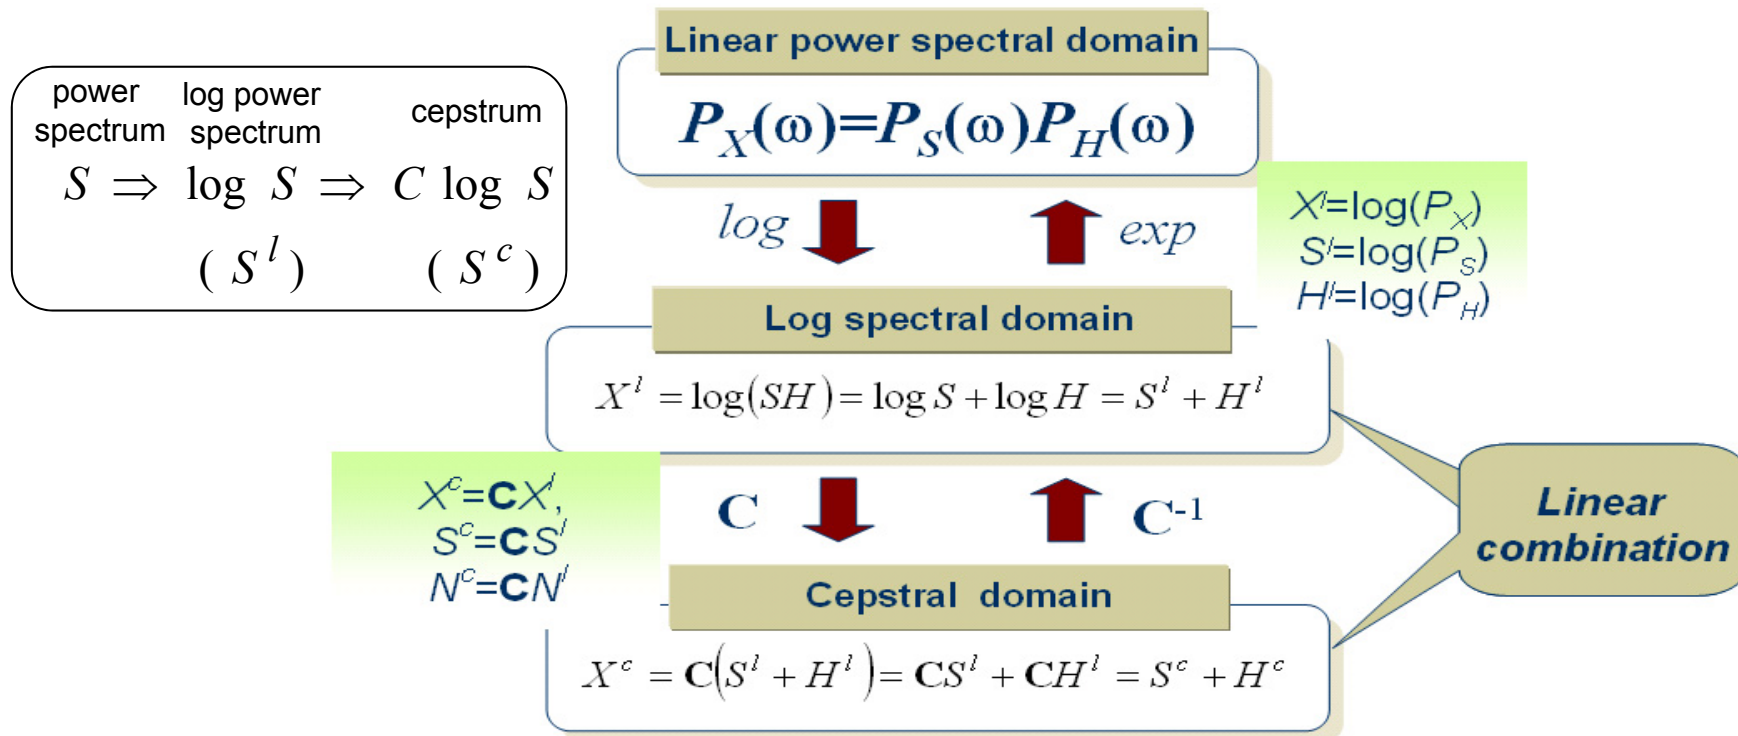 power log power cepstrum
spectrum spectrum
S ⇒ log S ⇒ C log S
( S^l ) ( S^c )
Linear power spectral domain
P_X(ω)=P_S(ω)P_H(ω)
log exp
X^l=log(P_X)
S^l=log(P_S)
H^l=log(P_H)
Log spectral domain
X^l = log(SH) = log S + log H = S^l + H^l
X^c=CX^l,
S^c=CS^l
N^c=CN^l
C C^-1
Linear
combination
Cepstral domain
X^c = C(S^l + H^l) = CS^l + CH^l = S^c + H^c